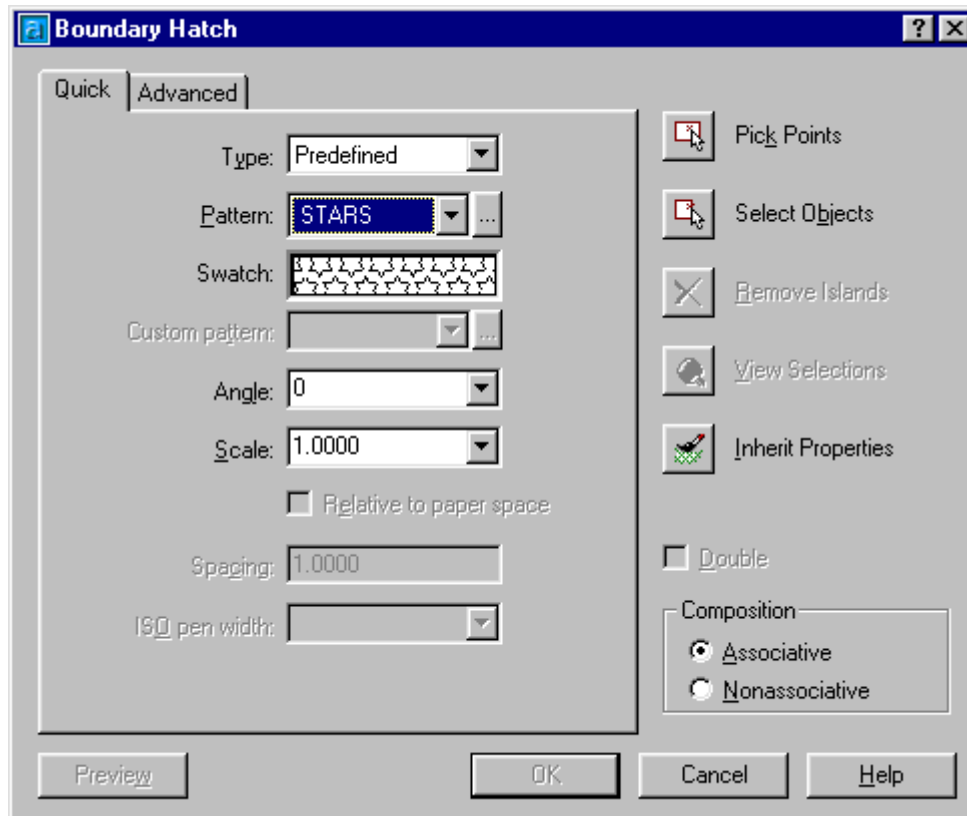 Boundary Hatch
Quick
Advanced
Type: Predefined
Pattern: STARS ...
Swatch:
Custom pattern: ...
Angle: 0
Scale: 1.0000
Relative to paper space
Spacing: 1.0000
ISO pen width:
Pick Points
Select Objects
Remove Islands
View Selections
Inherit Properties
Double
Composition
Associative
Nonassociative
Preview
OK
Cancel
Help